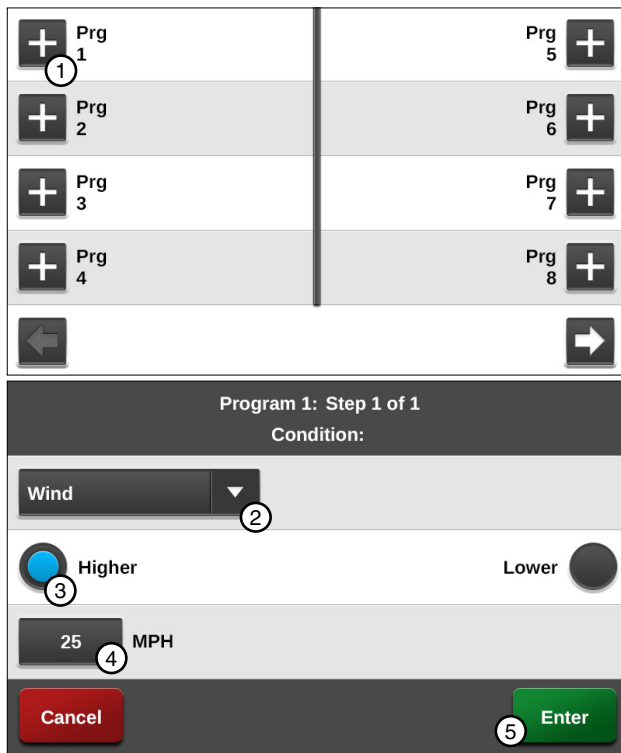 Prg
1
1
Prg
5
Prg
2
Prg
6
Prg
3
Prg
7
Prg
4
Prg
8
Program 1: Step 1 of 1
Condition:
Wind
2
Higher
3
Lower
25 MPH
4
Cancel
5
Enter